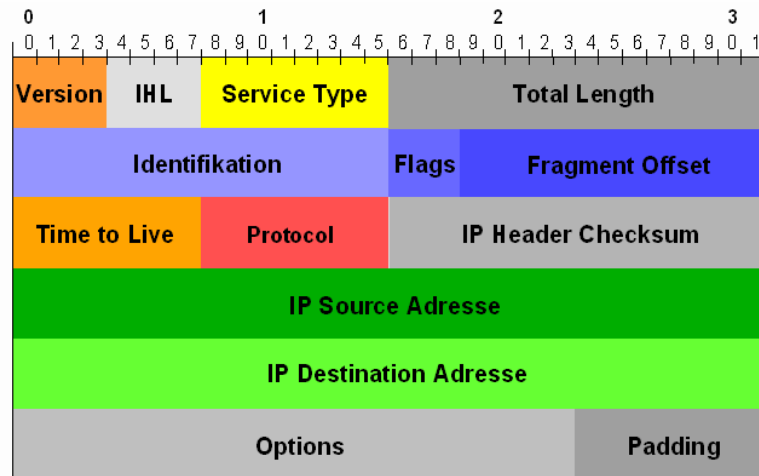 0 1 2 3
0 1 2 3 4 5 6 7 8 9 0 1 2 3 4 5 6 7 8 9 0 1 2 3 4 5 6 7 8 9 0 1
Version IHL Service Type Total Length
Identifikation Flags Fragment Offset
Time to Live Protocol IP Header Checksum
IP Source Adresse
IP Destination Adresse
Options Padding